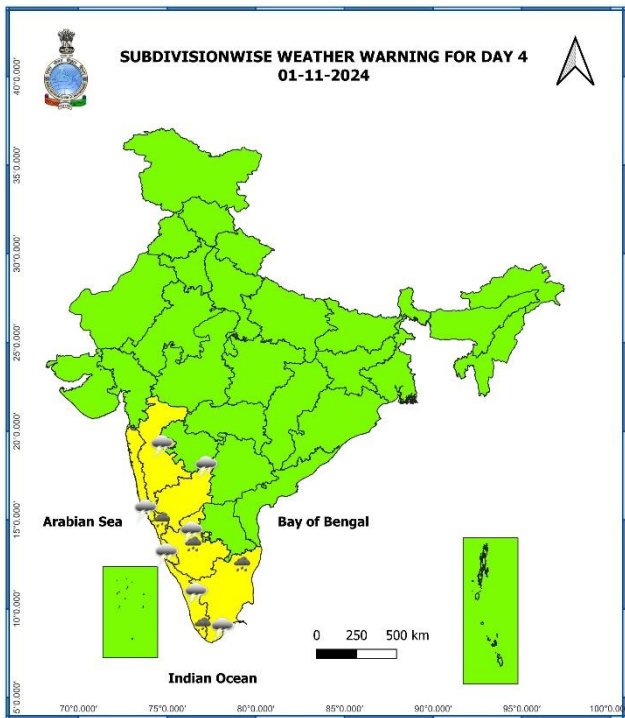 SUBDIVISIONWISE WEATHER WARNING FOR DAY 4
01-11-2024
40°0.000'
35°0.000'
30°0.000'
25°0.000'
20°0.000'
15°0.000'
10°0.000'
5°0.000'
Arabian Sea
Bay of Bengal
0 250 500 km
Indian Ocean
70°0.000' 75°0.000' 80°0.000' 85°0.000' 90°0.000' 95°0.000' 100°0.000'